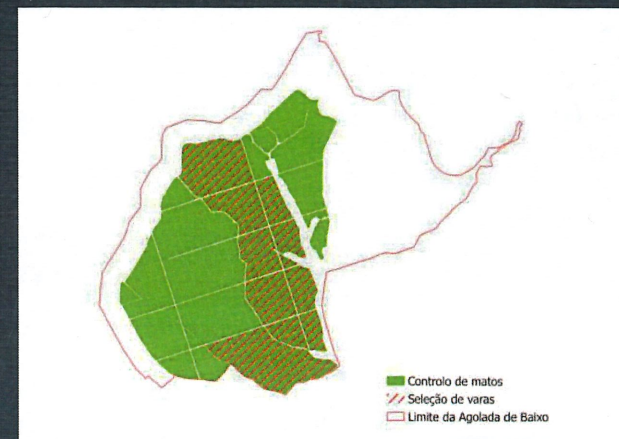 Controlo de matos
Seleção de varas
Limite da Agolada de Baixo